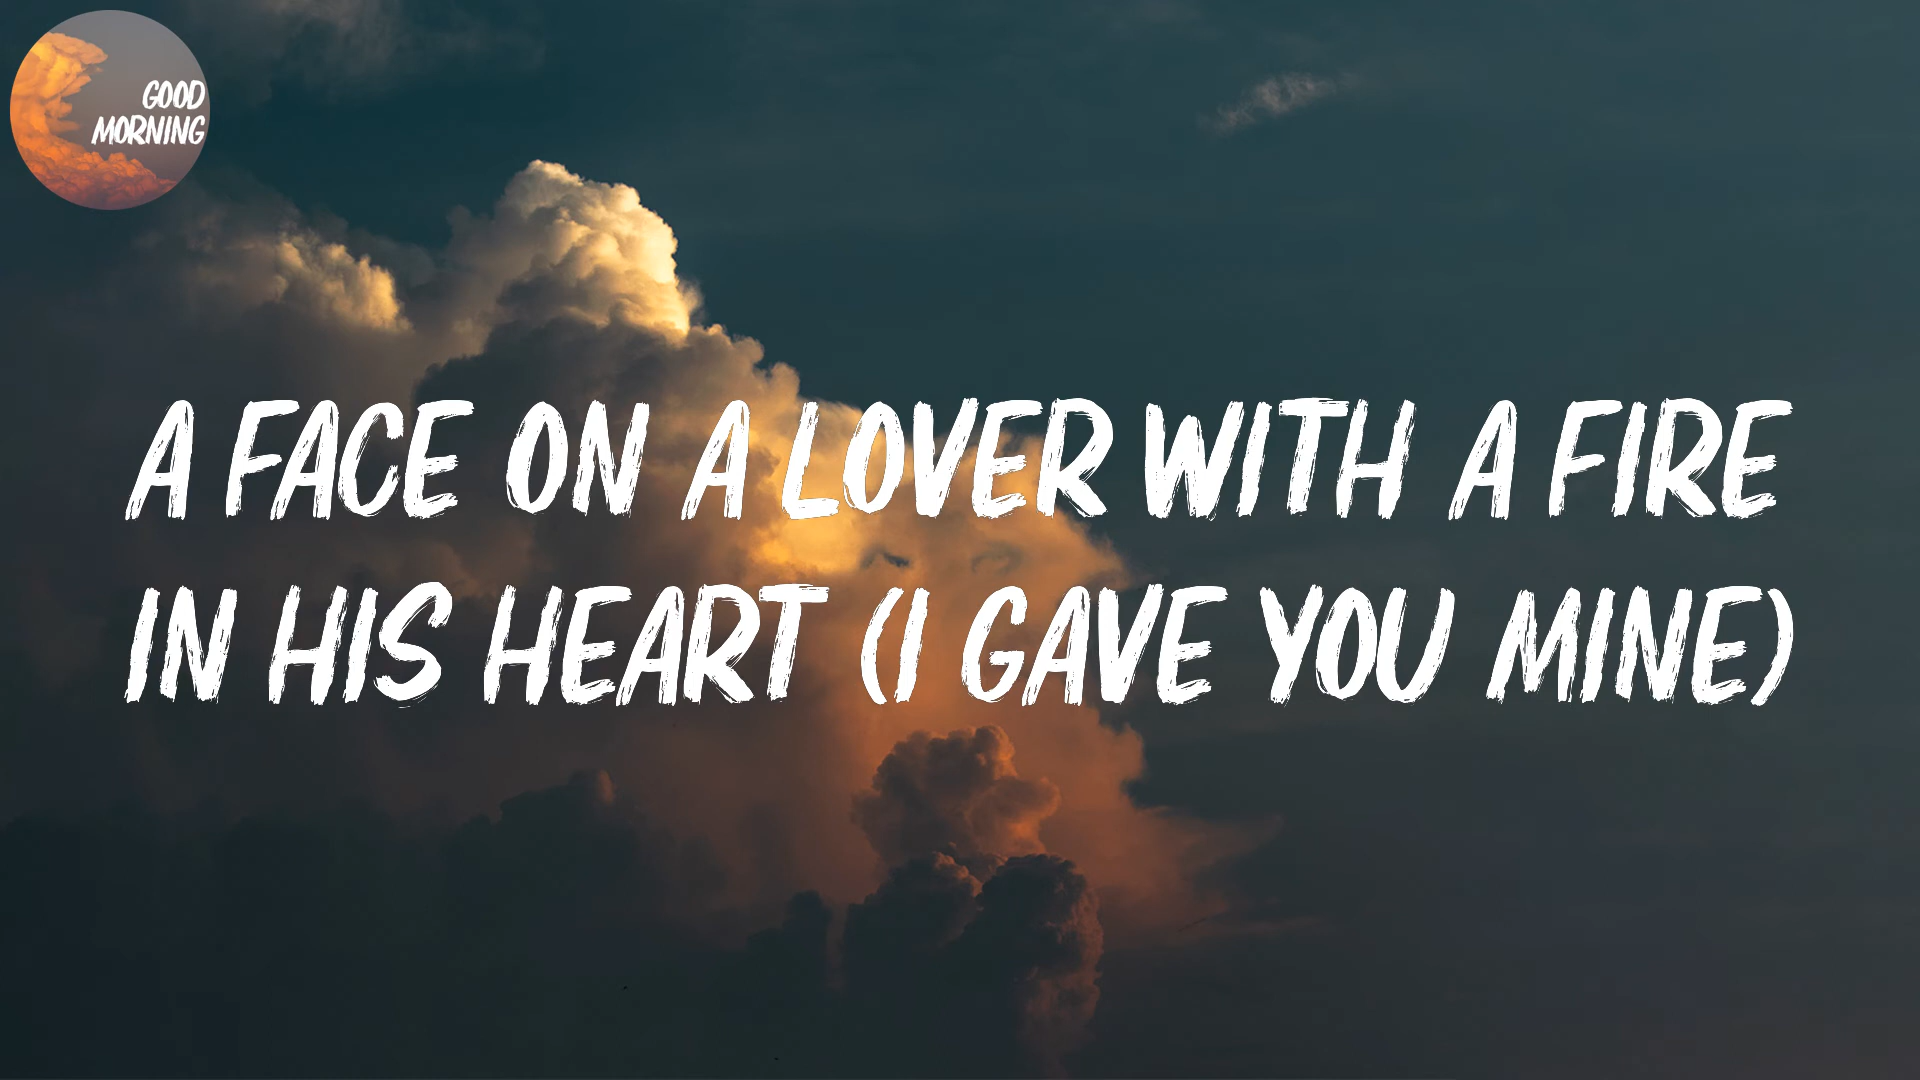 GOOD
MORNING
A FACE ON A LOVER WITH A FIRE
IN HIS HEART (I GAVE YOU MINE)